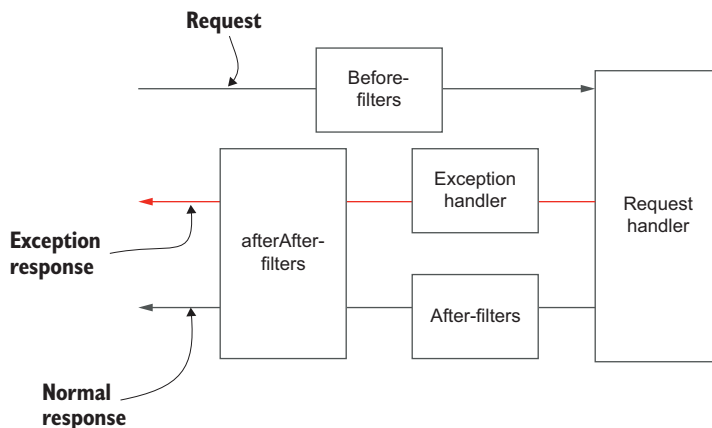 Request
Before-
filters
Exception
handler
Request
handler
afterAfter-
filters
Exception
response
After-filters
Normal
response